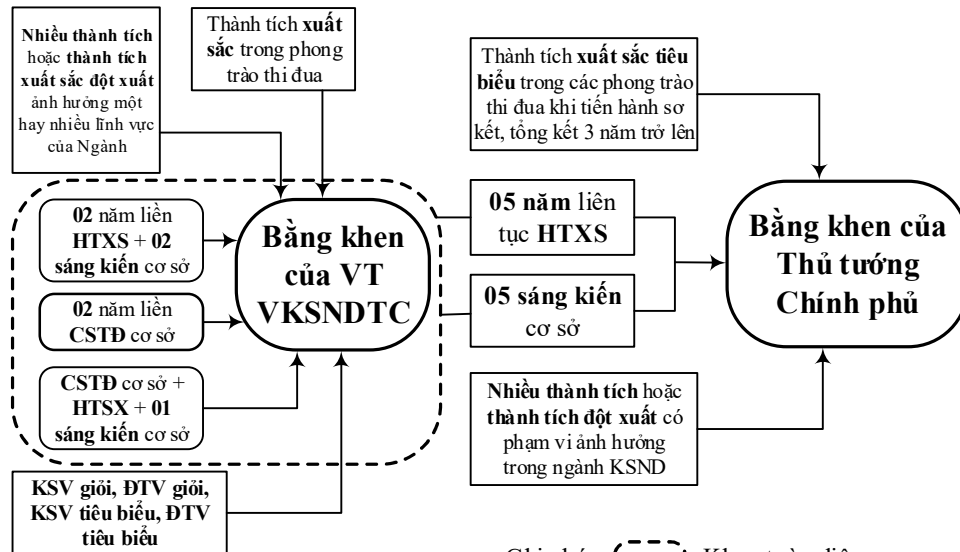 Nhiều thành tích
hoặc thành tích
xuất sắc đột xuất
ảnh hưởng một
hay nhiều lĩnh vực
của Ngành
Thành tích xuất
sắc trong phong
trào thi đua
Thành tích xuất sắc tiêu
biểu trong các phong trào
thi đua khi tiến hành sơ
kết, tổng kết 3 năm trở lên
02 năm liền
HTXS + 02
sáng kiến cơ sở
02 năm liền
CSTĐ cơ sở
CSTĐ cơ sở +
HTSX + 01
sáng kiến cơ sở
Bằng khen
của VT
VKSNDTC
05 năm liên
tục HTXS
05 sáng kiến
cơ sở
Bằng khen của
Thủ tướng
Chính phủ
Nhiều thành tích hoặc
thành tích đột xuất có
phạm vi ảnh hưởng
trong ngành KSND
KSV giỏi, ĐTV giỏi,
KSV tiêu biểu, ĐTV
tiêu biểu